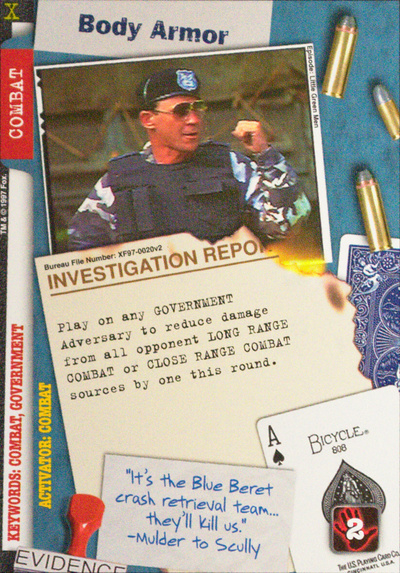 X
Body Armor
COMBAT
Episode: Little Green Men
TM & © 1997 Fox.
Bureau File Number: XF97-0020v2
INVESTIGATION REPOR
Play on any GOVERNMENT
Adversary to reduce damage
from all opponent LONG RANGE
COMBAT or CLOSE RANGE COMBAT
sources by one this round.
KEYWORDS: COMBAT, GOVERNMENT
ACTIVATOR: COMBAT
"It's the Blue Beret
crash retrieval team...
they'll kill us."
-Mulder to Scully
A
BICYCLE®
808
2
THE U.S. PLAYING CARD CO.
CINCINNATI, U.S.A.
EVIDENCE